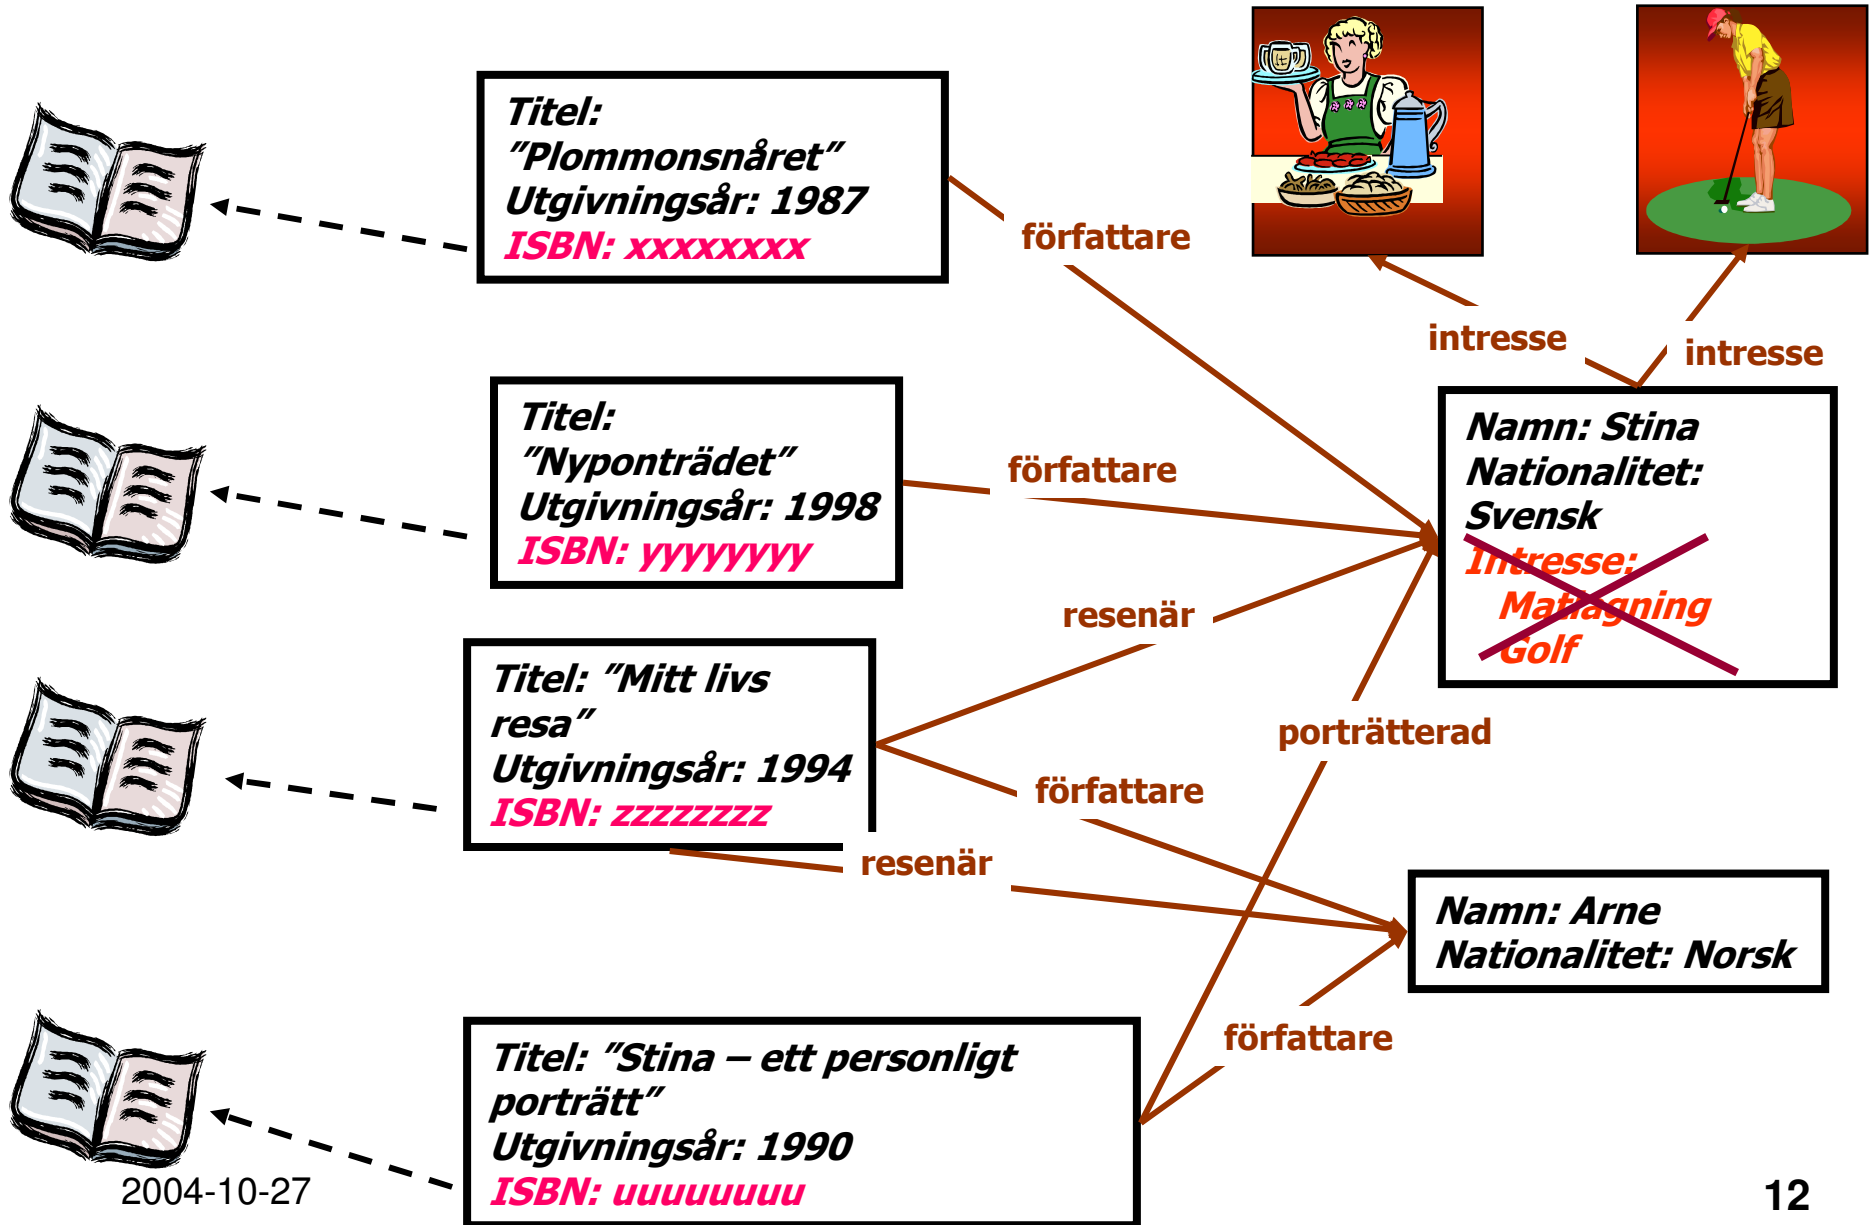 Titel:
”Plommonsnåret”
Utgivningsår: 1987
ISBN: xxxxxxxx
författare
intresse
intresse
Titel:
”Nyponträdet”
Utgivningsår: 1998
ISBN: yyyyyyyy
författare
Namn: Stina
Nationalitet:
Svensk
Intresse:
Matlagning
Golf
resenär
Titel: ”Mitt livs
resa”
Utgivningsår: 1994
ISBN: zzzzzzzz
porträtterad
författare
resenär
Namn: Arne
Nationalitet: Norsk
författare
Titel: ”Stina – ett personligt
porträtt”
Utgivningsår: 1990
ISBN: uuuuuuuu
2004-10-27
12